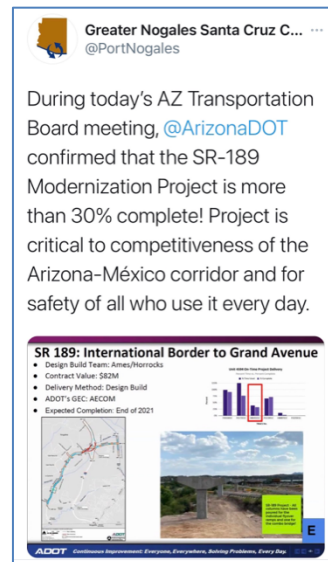 Greater Nogales Santa Cruz C...
@PortNogales
During today's AZ Transportation
Board meeting, @ArizonaDOT
confirmed that the SR-189
Modernization Project is more
than 30% complete! Project is
critical to competitiveness of the
Arizona-México corridor and for
safety of all who use it every day.
SR 189: International Border to Grand Avenue
Design Build Team: Ames/Horrocks
Contract Value: $82M
Delivery Method: Design Build
ADOT's GEC: AECOM
Expected Completion: End of 2021
E
ADOT Continuous Improvement: Everyone, Everywhere, Solving Problems, Every Day